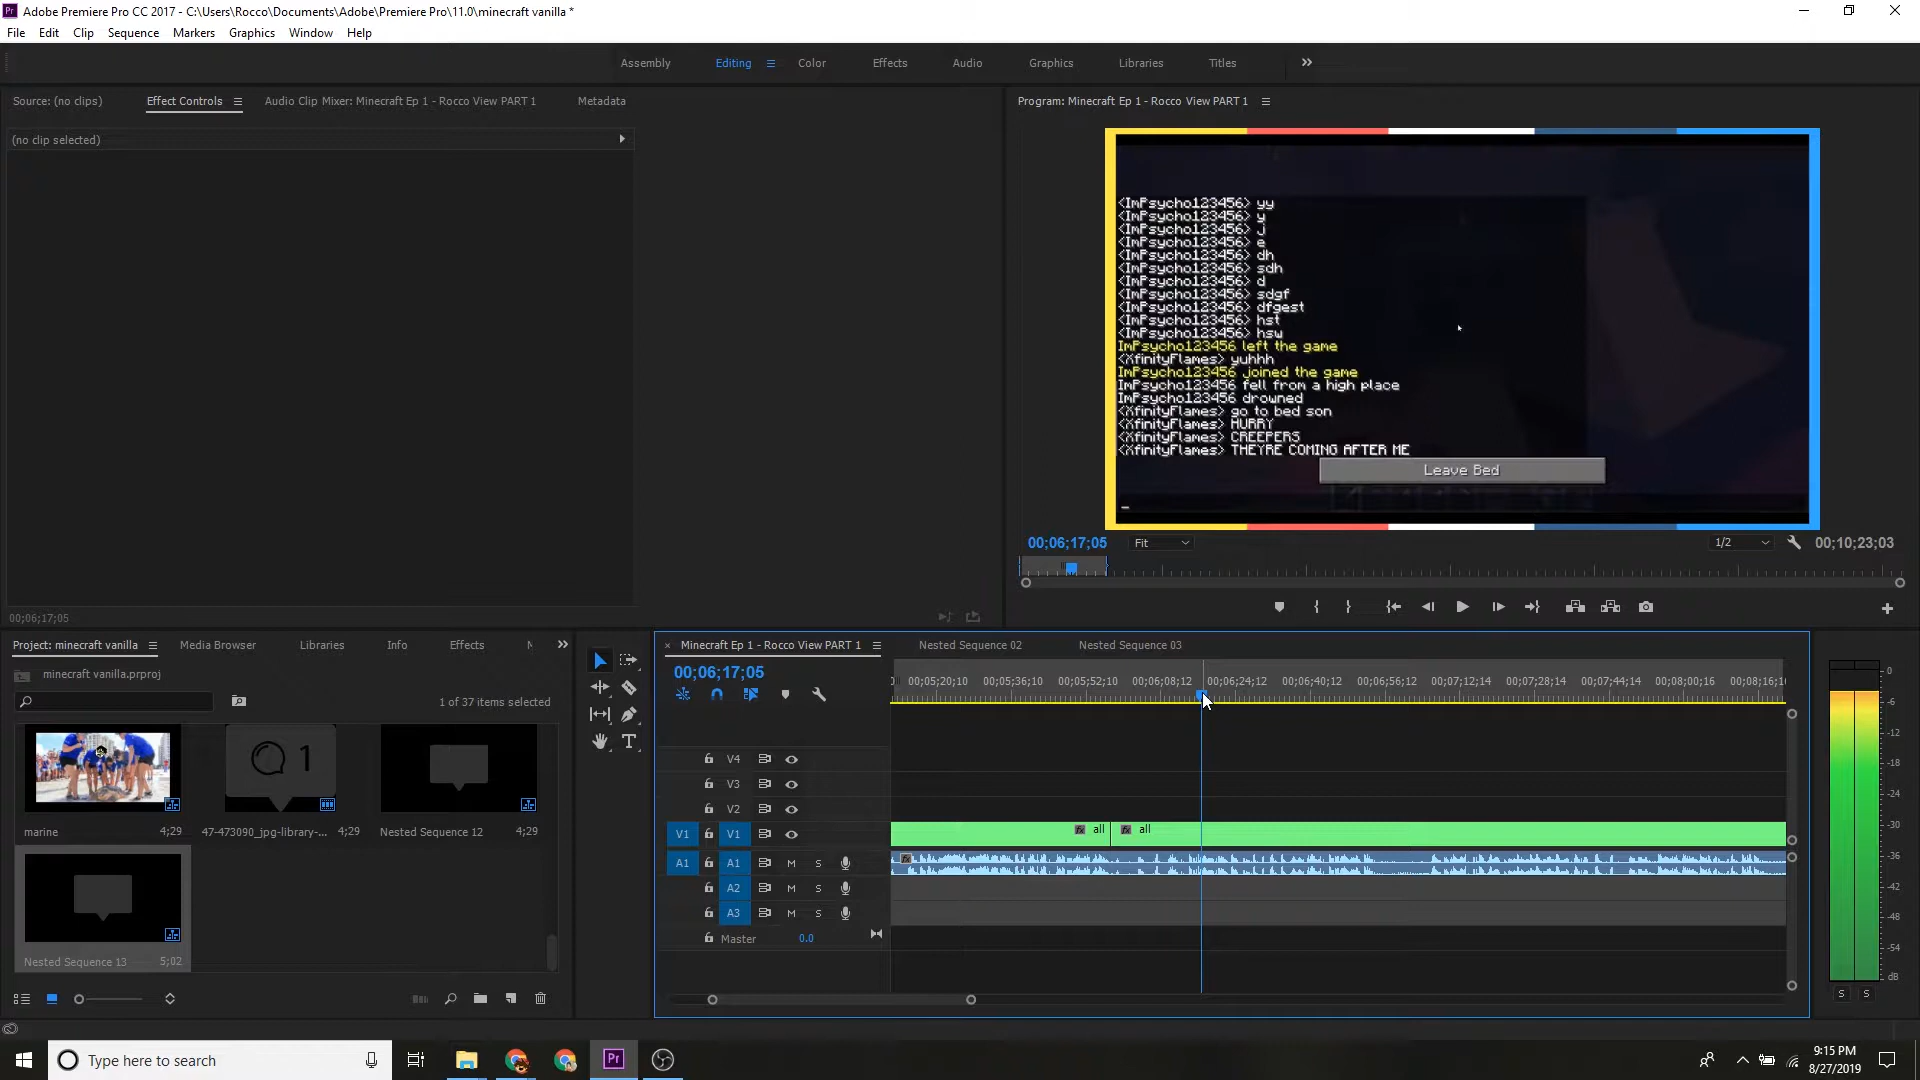 Adobe Premiere Pro CC 2017 - C:\Users\Rocco\Documents\Adobe\Premiere Pro\11.0\minecraft vanilla *
File Edit Clip Sequence Markers Graphics Window Help
Assembly Editing Color Effects Audio Graphics Libraries Titles
Source: (no clips) Effect Controls Audio Clip Mixer: Minecraft Ep 1 - Rocco View PART 1 Metadata
(no clip selected)
00;06;17;05
Program: Minecraft Ep 1 - Rocco View PART 1
<ImPsycho123456> yy
<ImPsycho123456> y
<ImPsycho123456> j
<ImPsycho123456> e
<ImPsycho123456> dh
<ImPsycho123456> sdh
<ImPsycho123456> d
<ImPsycho123456> sdgf
<ImPsycho123456> dfgest
<ImPsycho123456> hst
<ImPsycho123456> hsw
ImPsycho123456 left the game
<XfinityFlames> yuhhh
ImPsycho123456 joined the game
ImPsycho123456 fell from a high place
ImPsycho123456 drowned
<XfinityFlames> go to bed son
<XfinityFlames> HURRY
<XfinityFlames> CREEPERS
<XfinityFlames> THEYRE COMING AFTER ME
Leave Bed
00;06;17;05 Fit 1/2 00;10;23;03
Project: minecraft vanilla Media Browser Libraries Info Effects
minecraft vanilla.prproj
1 of 37 items selected
1
marine 4;29
47-473090_jpg-library-... 4;29
Nested Sequence 12 4;29
Nested Sequence 13 5;02
Minecraft Ep 1 - Rocco View PART 1 Nested Sequence 02 Nested Sequence 03
00;06;17;05
00;05;20;10 00;05;36;10 00;05;52;10 00;06;08;12 00;06;24;12 00;06;40;12 00;06;56;12 00;07;12;14 00;07;28;14 00;07;44;14 00;08;00;16 00;08;16;1
V4
V3
V2
V1 V1 fx all fx all
A1 A1 M S fx
A2 M S
A3 M S
Master 0.0
0
-6
-12
-18
-24
-30
-36
-42
-48
-54
dB
S S
Type here to search
Pr
9:15 PM
8/27/2019